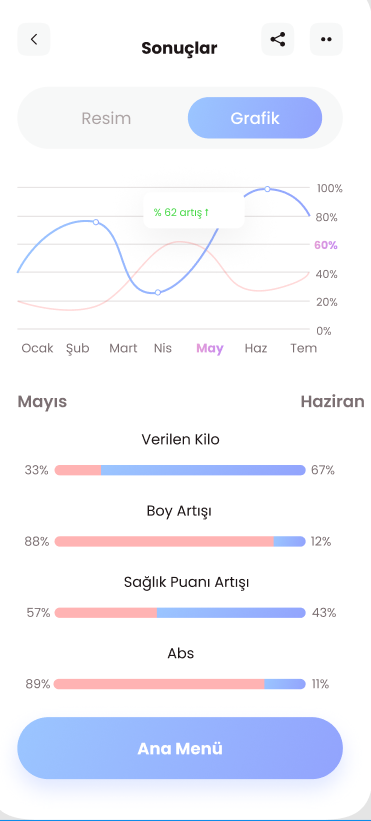 Sonuçlar
Resim Grafik
100%
% 62 artış↑
80%
60%
40%
20%
0%
Ocak Şub Mart Nis May Haz Tem
Mayıs Haziran
Verilen Kilo
33% 67%
Boy Artışı
88% 12%
Sağlık Puanı Artışı
57% 43%
Abs
89% 11%
Ana Menü